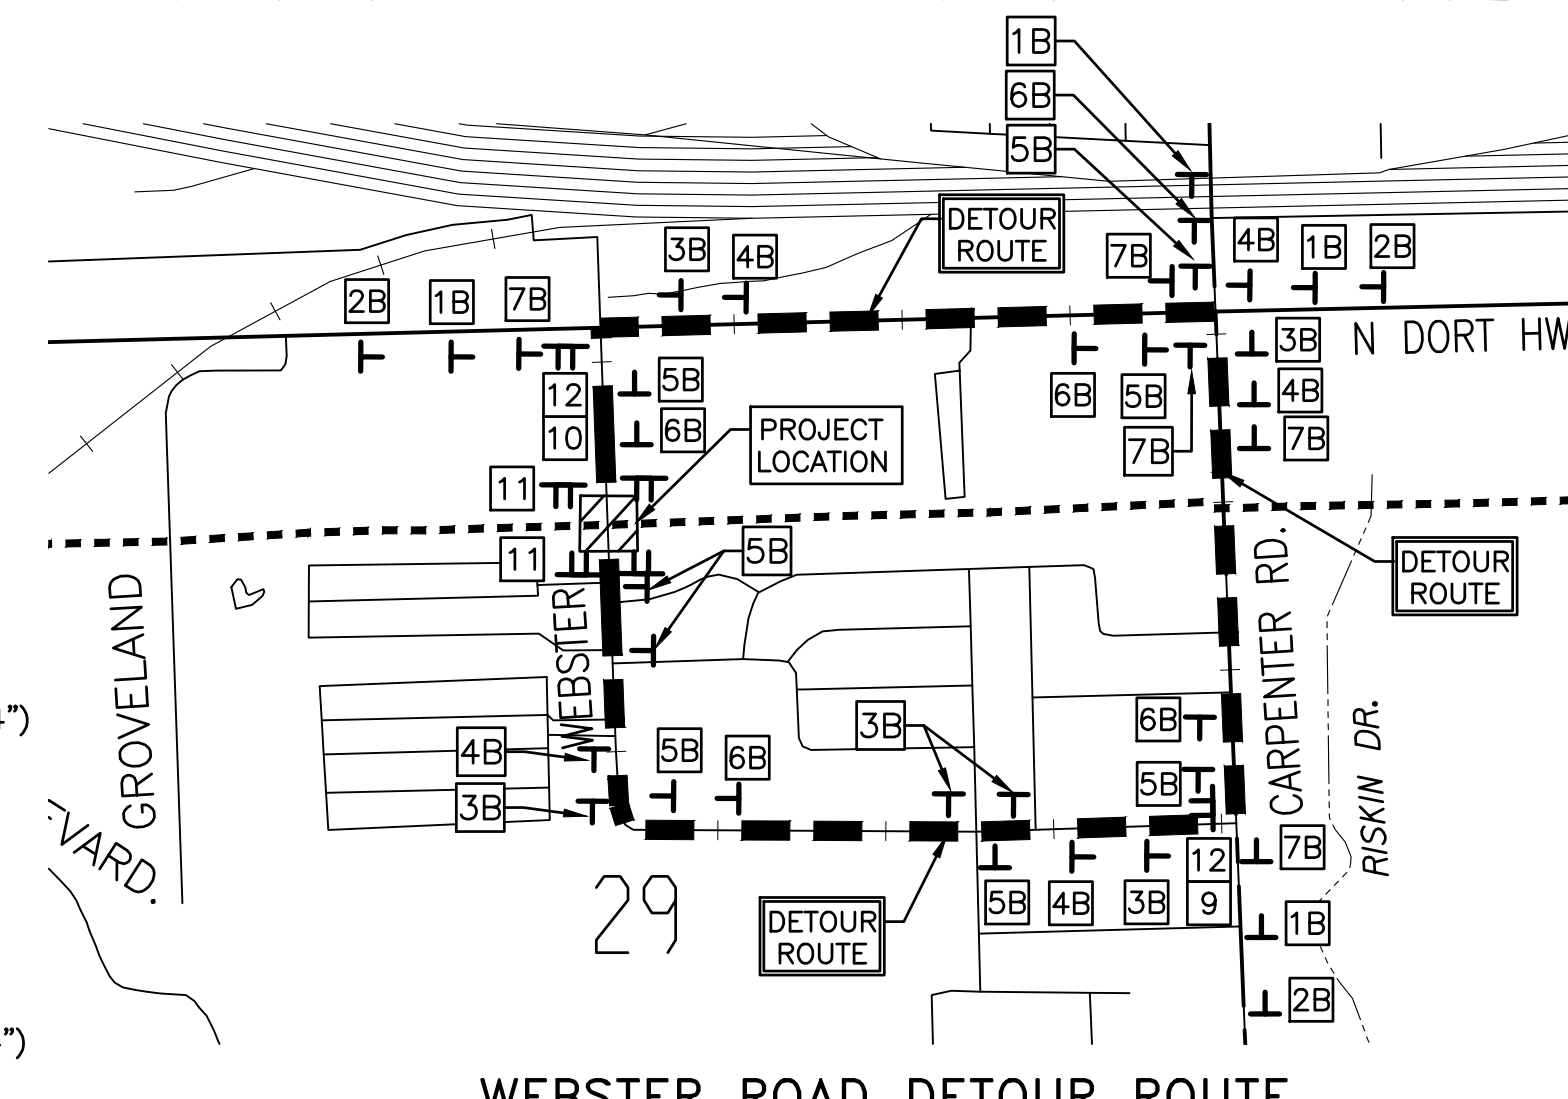 1B
6B
5B
DETOUR
ROUTE
3B
4B
7B
4B
1B
2B
2B
1B
7B
N DORT HW
3B
12
10
5B
6B
PROJECT
LOCATION
6B
5B
7B
4B
7B
11
11
5B
DETOUR
ROUTE
GROVELAND
WEBSTER
CARPENTER RD.
RISKIN DR.
4")
4B
3B
5B
6B
3B
6B
5B
EVARD.
29
DETOUR
ROUTE
5B
4B
3B
12
9
7B
1B
2B
")
WEBSTER ROAD DETOUR ROUTE